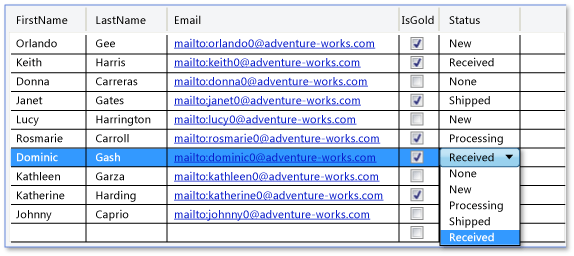 FirstName LastName Email IsGold Status
Orlando Gee mailto:orlando0@adventure-works.com New
Keith Harris mailto:keith0@adventure-works.com Received
Donna Carreras mailto:donna0@adventure-works.com None
Janet Gates mailto:janet0@adventure-works.com Shipped
Lucy Harrington mailto:lucy0@adventure-works.com New
Rosmarie Carroll mailto:rosmarie0@adventure-works.com Processing
Dominic Gash mailto:dominic0@adventure-works.com Received
Kathleen Garza mailto:kathleen0@adventure-works.com None
Katherine Harding mailto:katherine0@adventure-works.com New
Johnny Caprio mailto:johnny0@adventure-works.com Processing
Shipped
Received